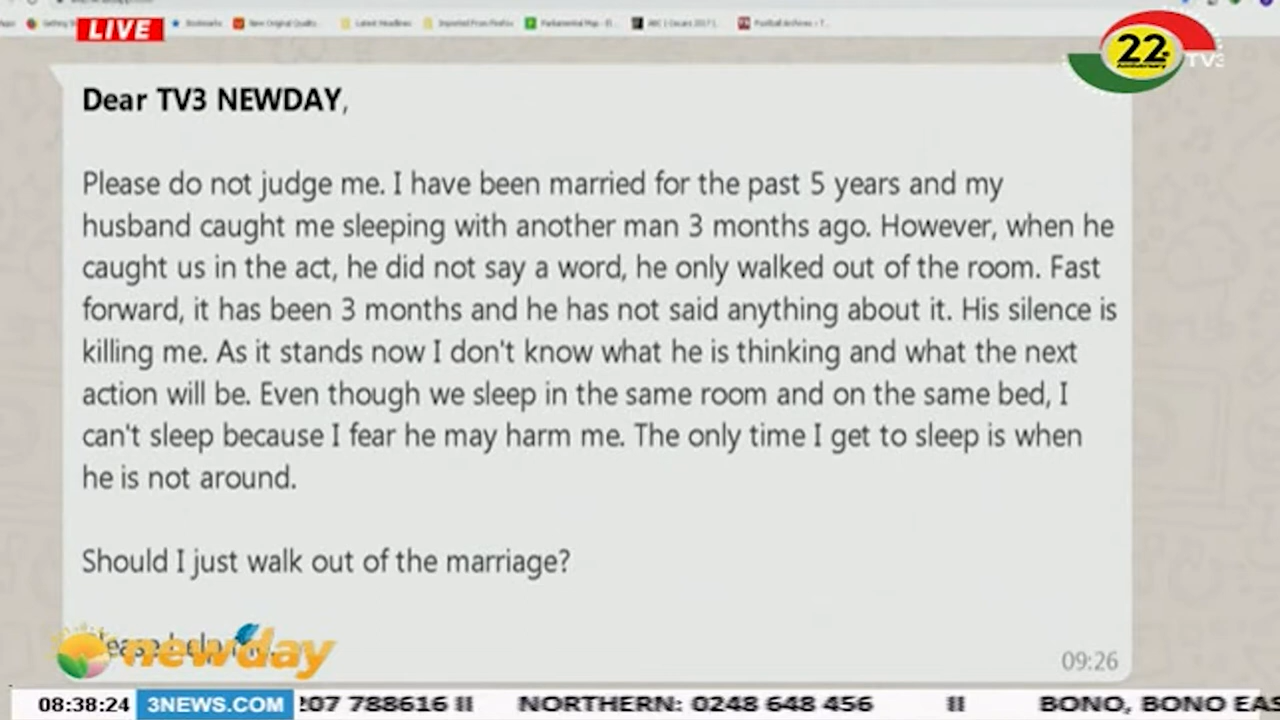 Bookmarks
LIVE
22
Anniversary
TV3
Dear TV3 NEWDAY,
Please do not judge me. I have been married for the past 5 years and my
husband caught me sleeping with another man 3 months ago. However, when he
caught us in the act, he did not say a word, he only walked out of the room. Fast
forward, it has been 3 months and he has not said anything about it. His silence is
killing me. As it stands now I don't know what he is thinking and what the next
action will be. Even though we sleep in the same room and on the same bed, I
can't sleep because I fear he may harm me. The only time I get to sleep is when
he is not around.
Should I just walk out of the marriage?
newday
09:26
08:38:24 3NEWS.COM 207 788616 II NORTHERN: 0248 648 456 II BONO, BONO EAS